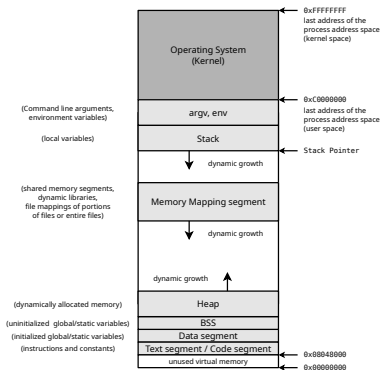 0xFFFFFFFF
last address of the
process address space
(kernel space)
Operating System
(Kernel)
0xC0000000
last address of the
process address space
(user space)
(Command line arguments,
environment variables)
argv, env
(local variables)
Stack
Stack Pointer
dynamic growth
(shared memory segments,
dynamic libraries,
file mappings of portions
of files or entire files)
Memory Mapping segment
dynamic growth
dynamic growth
(dynamically allocated memory)
Heap
(uninitialized global/static variables)
BSS
(initialized global/static variables)
Data segment
(instructions and constants)
Text segment / Code segment
0x08048000
unused virtual memory
0x00000000